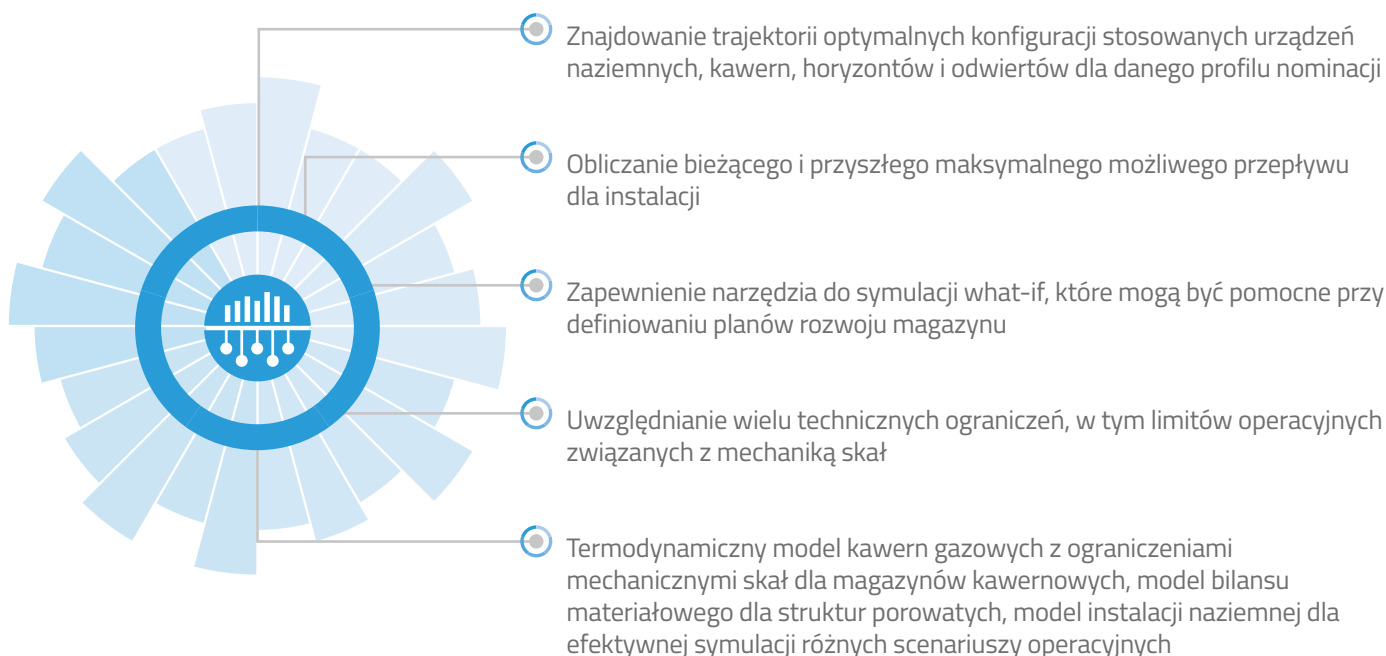 Znajdowanie trajektorii optymalnych konfiguracji stosowanych urządzeń
naziemnych, kawern, horyzontów i odwiertów dla danego profilu nominacji
Obliczanie bieżącego i przyszłego maksymalnego możliwego przepływu
dla instalacji
Zapewnienie narzędzia do symulacji what-if, które mogą być pomocne przy
definiowaniu planów rozwoju magazynu
Uwzględnianie wielu technicznych ograniczeń, w tym limitów operacyjnych
związanych z mechaniką skał
Termodynamiczny model kawern gazowych z ograniczeniami
mechanicznymi skał dla magazynów kawernowych, model bilansu
materiałowego dla struktur porowatych, model instalacji naziemnej dla
efektywnej symulacji różnych scenariuszy operacyjnych